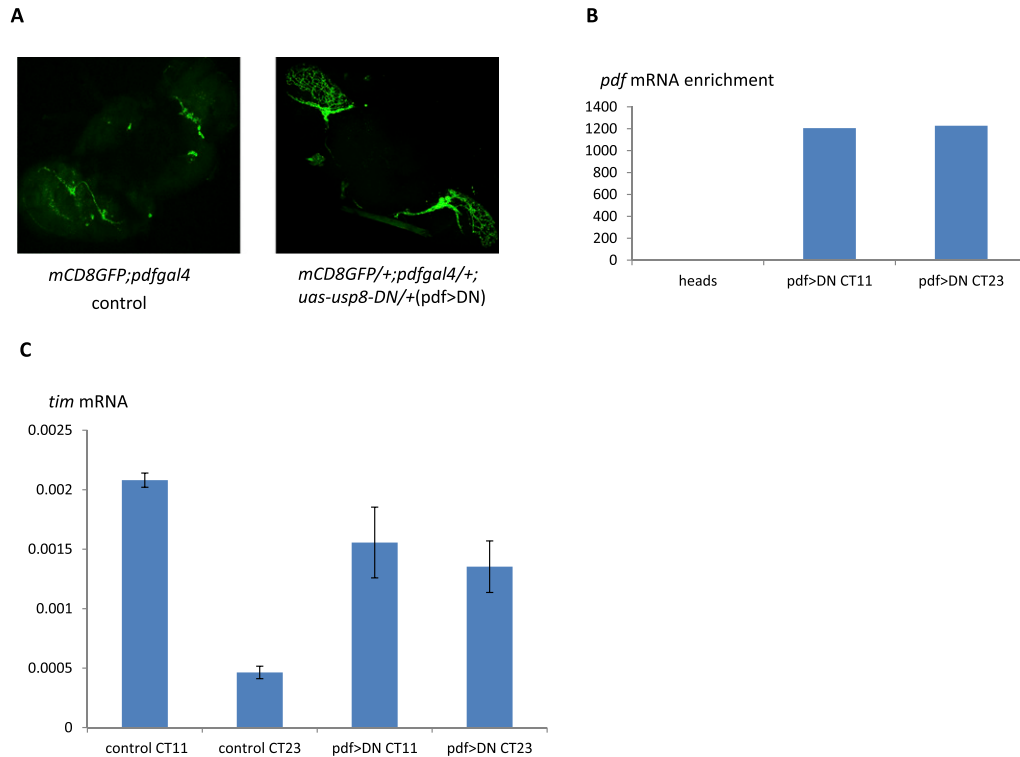 A
mCD8GFP;pdfgal4
control
mCD8GFP/+;pdfgal4/+;
uas-usp8-DN/+(pdf>DN)
B
pdf mRNA enrichment
1400
1200
1000
800
600
400
200
0
heads
pdf>DN CT11
pdf>DN CT23
C
tim mRNA
0.0025
0.002
0.0015
0.001
0.0005
0
control CT11
control CT23
pdf>DN CT11
pdf>DN CT23